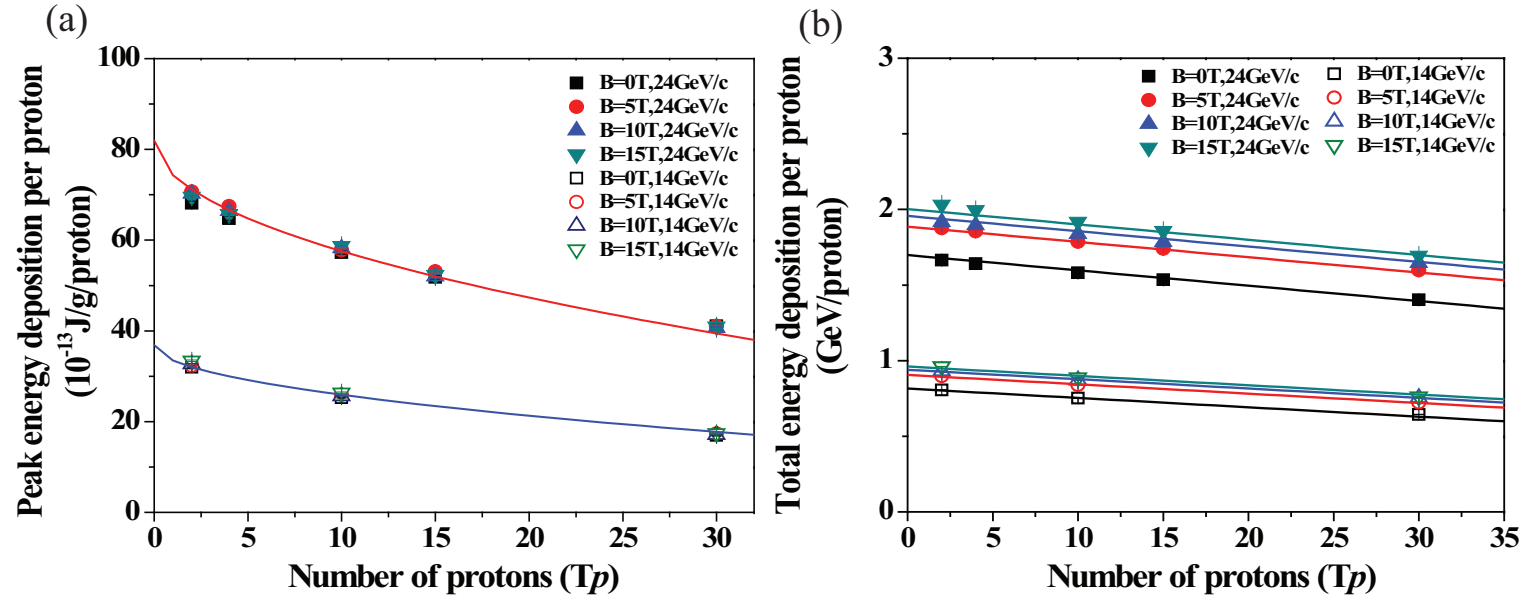 (a)
100
80
60
40
20
0
0 5 10 15 20 25 30
Number of protons (Tp)
Peak energy deposition per proton
(10⁻¹³J/g/proton)
B=0T,24GeV/c
B=5T,24GeV/c
B=10T,24GeV/c
B=15T,24GeV/c
B=0T,14GeV/c
B=5T,14GeV/c
B=10T,14GeV/c
B=15T,14GeV/c
(b)
3
2
1
0
0 5 10 15 20 25 30 35
Number of protons (Tp)
Total energy deposition per proton
(GeV/proton)
B=0T,24GeV/c B=0T,14GeV/c
B=5T,24GeV/c B=5T,14GeV/c
B=10T,24GeV/c B=10T,14GeV/c
B=15T,24GeV/c B=15T,14GeV/c